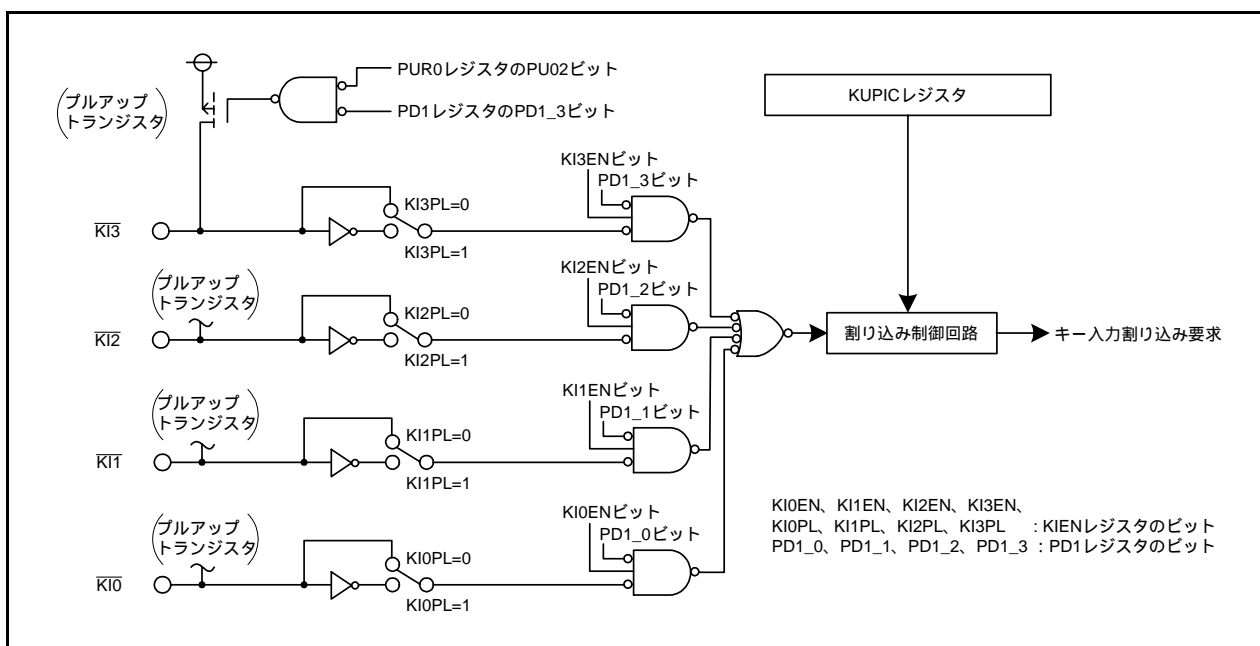 PUR0レジスタのPU02ビット
プルアップ
トランジスタ
PD1レジスタのPD1_3ビット
KUPICレジスタ
KI3ENビット
PD1_3ビット
KI3PL=0
KI3
KI3PL=1
プルアップ
トランジスタ
KI2ENビット
PD1_2ビット
KI2PL=0
KI2
KI2PL=1
割り込み制御回路
キー入力割り込み要求
プルアップ
トランジスタ
KI1ENビット
PD1_1ビット
KI1PL=0
KI1
KI1PL=1
プルアップ
トランジスタ
KI0ENビット
PD1_0ビット
KI0PL=0
KI0
KI0PL=1
KI0EN、KI1EN、KI2EN、KI3EN、
KI0PL、KI1PL、KI2PL、KI3PL : KIENレジスタのビット
PD1_0、PD1_1、PD1_2、PD1_3 : PD1レジスタのビット